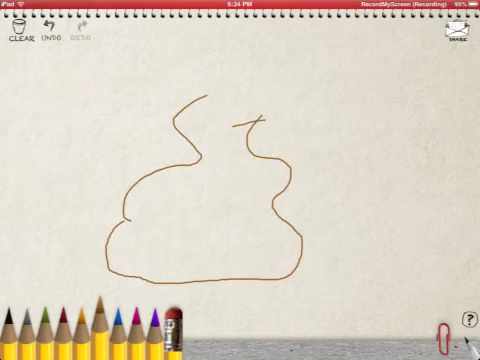 iPad 6:34 PM RecordMyScreen (Recording) 95%
CLEAR UNDO REDO SHARE
?